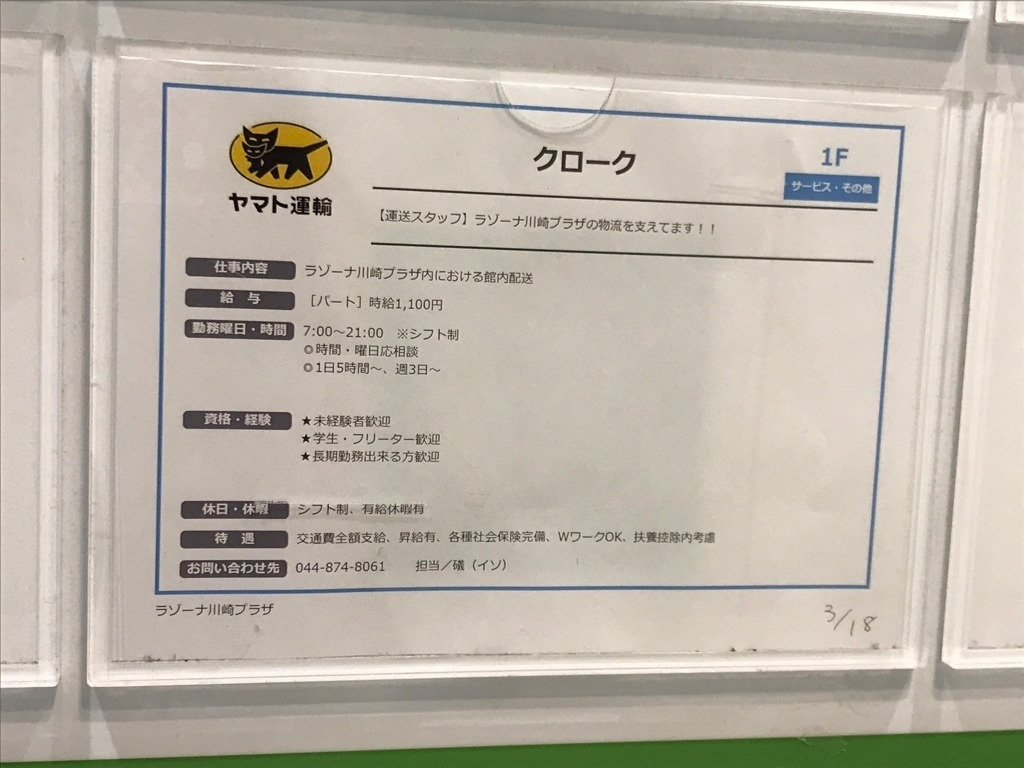 ヤマト運輸
クローク
1F
サービス・その他
【運送スタッフ】ラゾーナ川崎プラザの物流を支えてます！！
仕事内容 ラゾーナ川崎プラザ内における館内配送
給 与 ［パート］時給1,100円
勤務曜日・時間 7:00～21:00 ※シフト制
◎時間・曜日応相談
◎1日5時間～、週3日～
資格・経験 ★未経験者歓迎
★学生・フリーター歓迎
★長期勤務出来る方歓迎
休日・休暇 シフト制、有給休暇有
待 遇 交通費全額支給、昇給有、各種社会保険完備、WワークOK、扶養控除内考慮
お問い合わせ先 044-874-8061 担当／礒（イソ）
ラゾーナ川崎プラザ
3/18